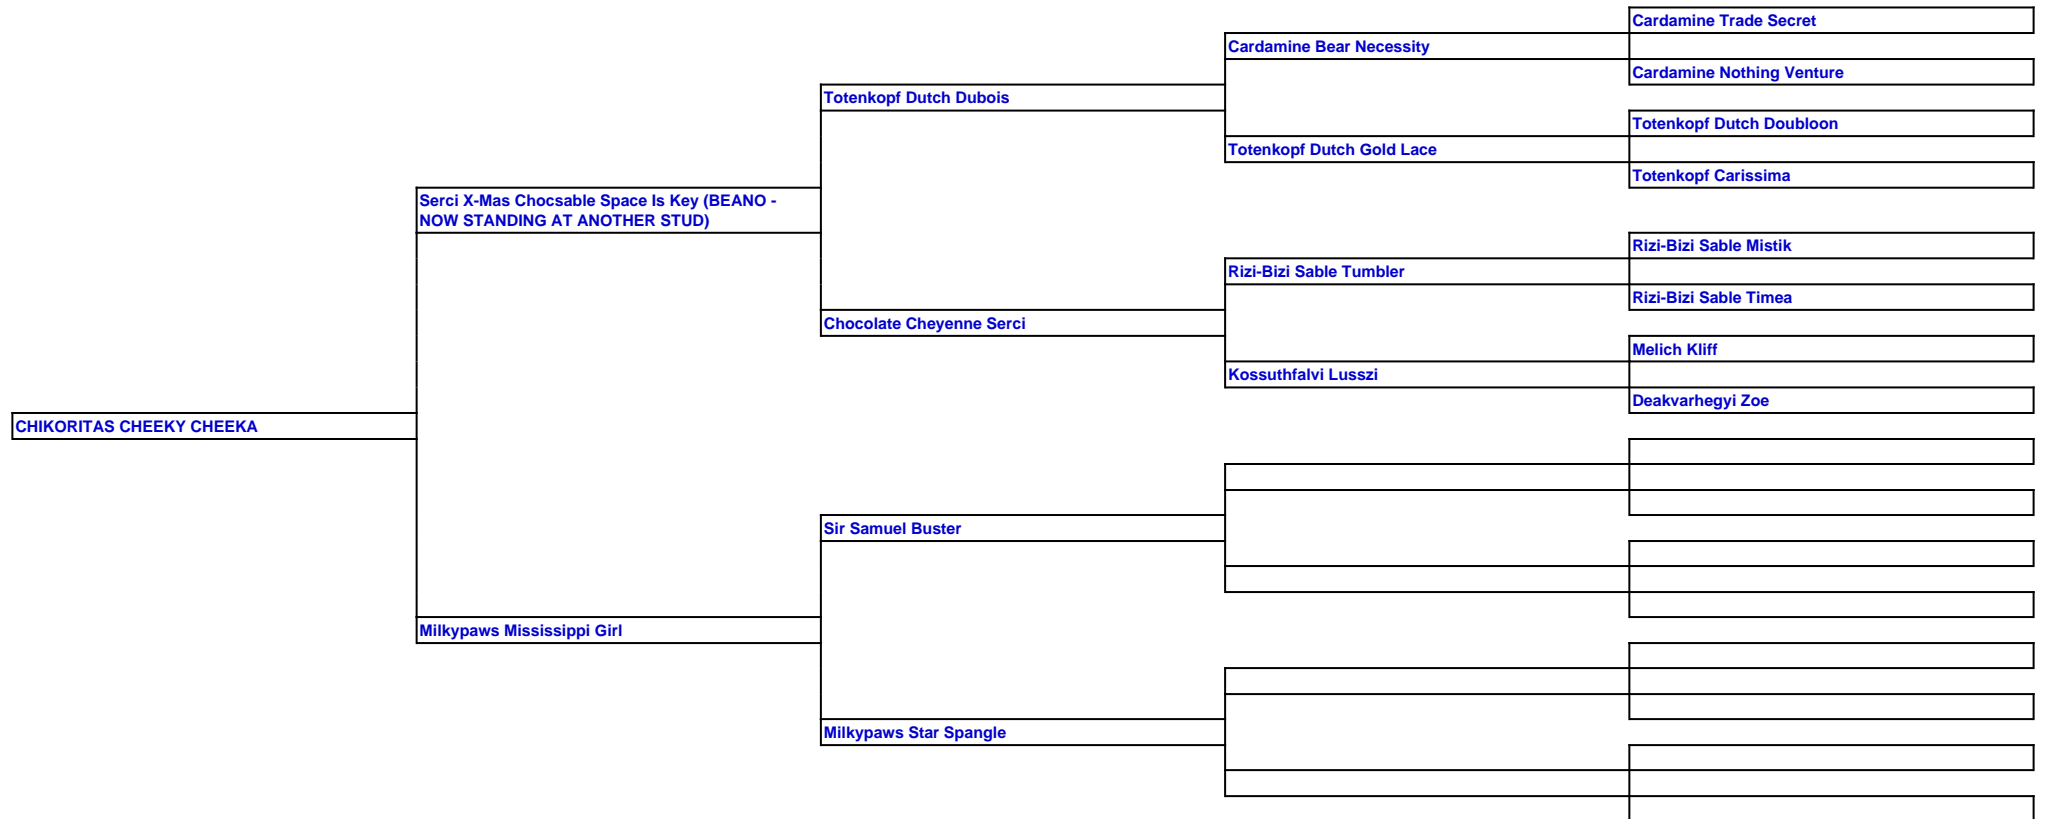 Cardamine Trade Secret
Cardamine Bear Necessity
Cardamine Nothing Venture
Totenkopf Dutch Dubois
Totenkopf Dutch Doubloon
Totenkopf Dutch Gold Lace
Totenkopf Carissima
Serci X-Mas Chocsable Space Is Key (BEANO -
NOW STANDING AT ANOTHER STUD)
Rizi-Bizi Sable Mistik
Rizi-Bizi Sable Tumbler
Rizi-Bizi Sable Timea
Chocolate Cheyenne Serci
Melich Kliff
Kossuthfalvi Lusszi
Deakvarhegyi Zoe
CHIKORITAS CHEEKY CHEEKA
Sir Samuel Buster
Milkypaws Mississippi Girl
Milkypaws Star Spangle